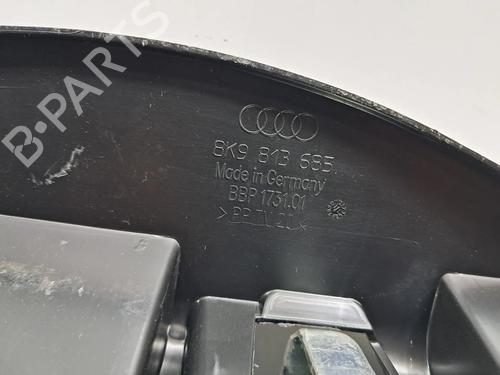 8K9 813 685
Made in Germany
BBP 1731.01
B-PARTS